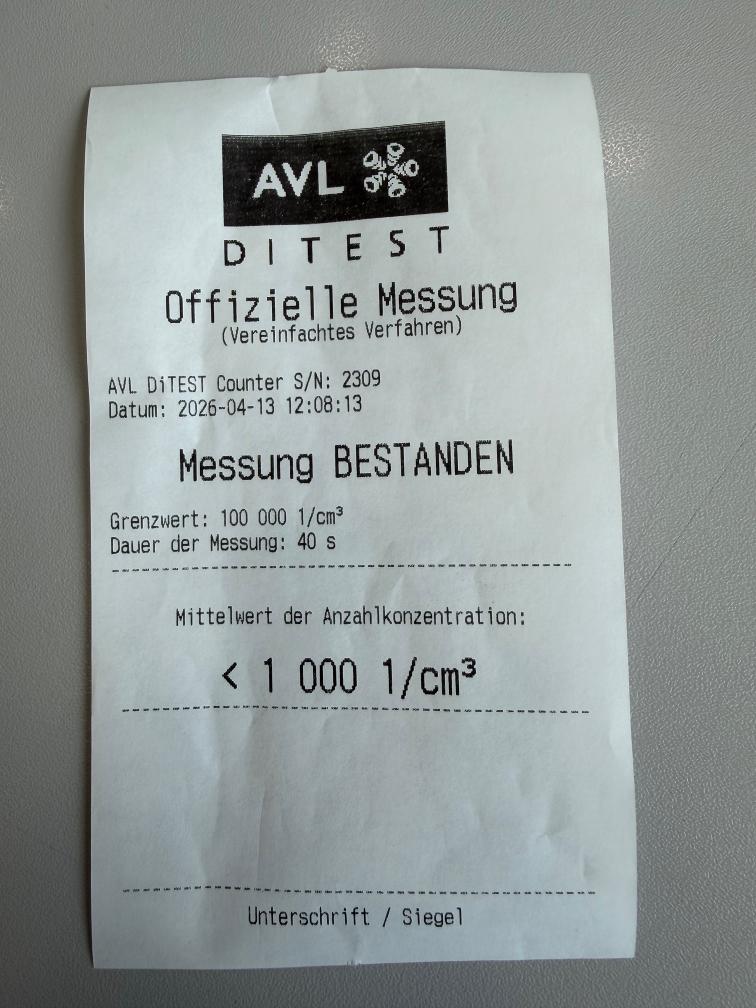 AVL
DITEST
Offizielle Messung
(Vereinfachtes Verfahren)
AVL DiTEST Counter S/N: 2309
Datum: 2026-04-13 12:08:13
Messung BESTANDEN
Grenzwert: 100 000 1/cm³
Dauer der Messung: 40 s
Mittelwert der Anzahlkonzentration:
< 1 000 1/cm³
Unterschrift / Siegel